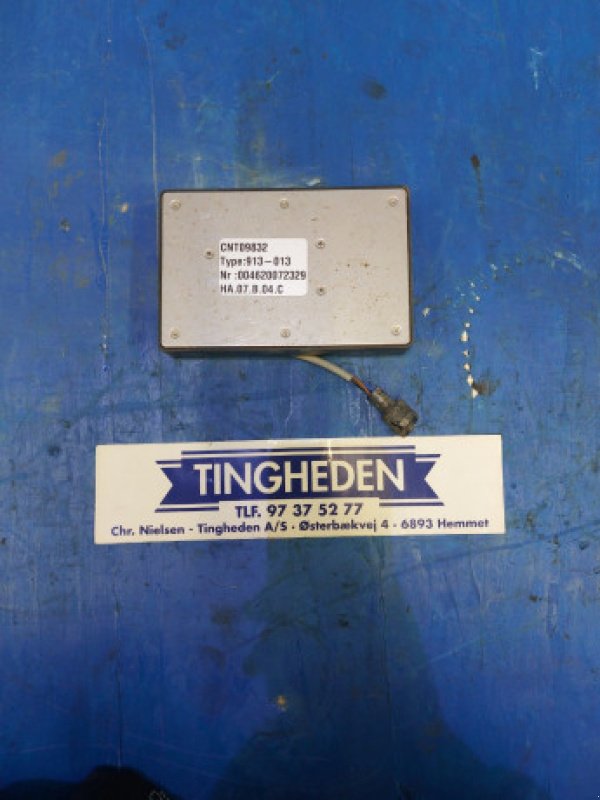 CNT09832
Type:913-013
Nr :004620072329
HA.07.B.04.C
TINGHEDEN
TLF. 97 37 52 77
Chr. Nielsen - Tingheden A/S - Østerbækvej 4 - 6893 Hemmet